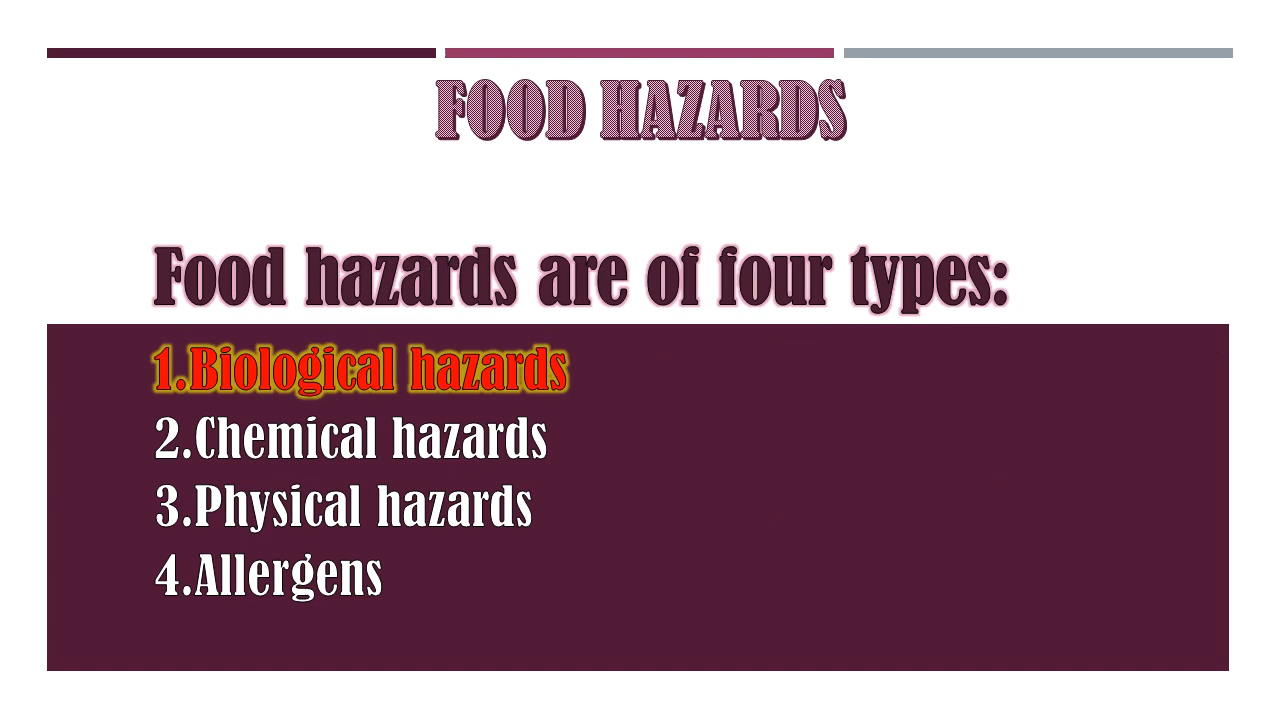 FOOD HAZARDS
Food hazards are of four types:
1.Biological hazards
2.Chemical hazards
3.Physical hazards
4.Allergens